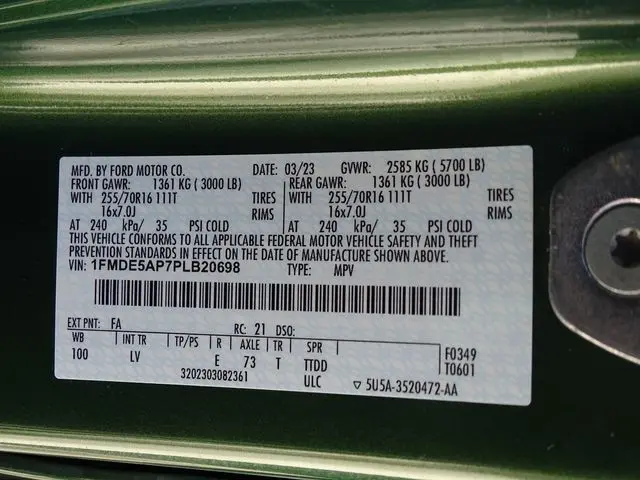 MFD. BY FORD MOTOR CO. DATE: 03/23 GVWR: 2585 KG ( 5700 LB)
FRONT GAWR: 1361 KG ( 3000 LB) REAR GAWR: 1361 KG ( 3000 LB)
WITH 255/70R16 111T TIRES WITH 255/70R16 111T TIRES
16x7.0J RIMS 16x7.0J RIMS
AT 240 kPa/ 35 PSI COLD AT 240 kPa/ 35 PSI COLD
THIS VEHICLE CONFORMS TO ALL APPLICABLE FEDERAL MOTOR VEHICLE SAFETY AND THEFT
PREVENTION STANDARDS IN EFFECT ON THE DATE OF MANUFACTURE SHOWN ABOVE.
VIN: 1FMDE5AP7PLB20698 TYPE: MPV
EXT PNT: FA RC: 21 DSO:
WB INT TR TP/PS R AXLE TR SPR F0349
100 LV E 73 T TTDD T0601
3202303082361 ULC ▽ 5U5A-3520472-AA